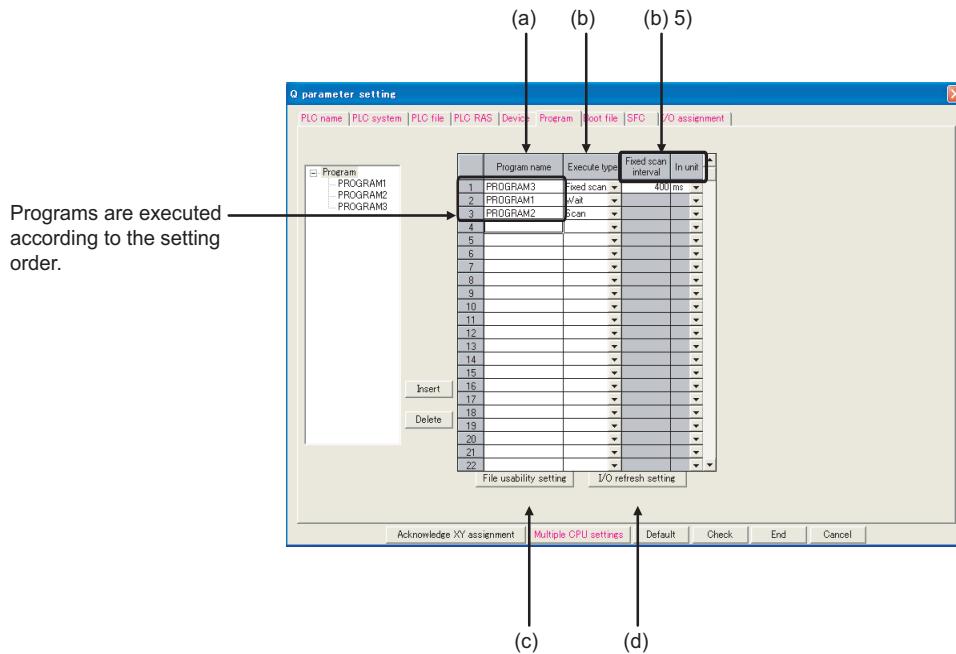 (a) (b) (b) 5)
Q parameter setting
PLC name PLC system PLC file PLC RAS Device Program Boot file SFC I/O assignment
Program
PROGRAM1
PROGRAM2
PROGRAM3
Programs are executed
according to the setting
order.
Program name Execute type Fixed scan interval In unit
1 PROGRAM3 Fixed scan 400 ms
2 PROGRAM1 Wait
3 PROGRAM2 Scan
4
5
6
7
8
9
10
11
12
13
14
15
16
17
18
19
20
21
22
Insert
Delete
File usability setting I/O refresh setting
Acknowledge XY assignment Multiple CPU settings Default Check End Cancel
(c) (d)